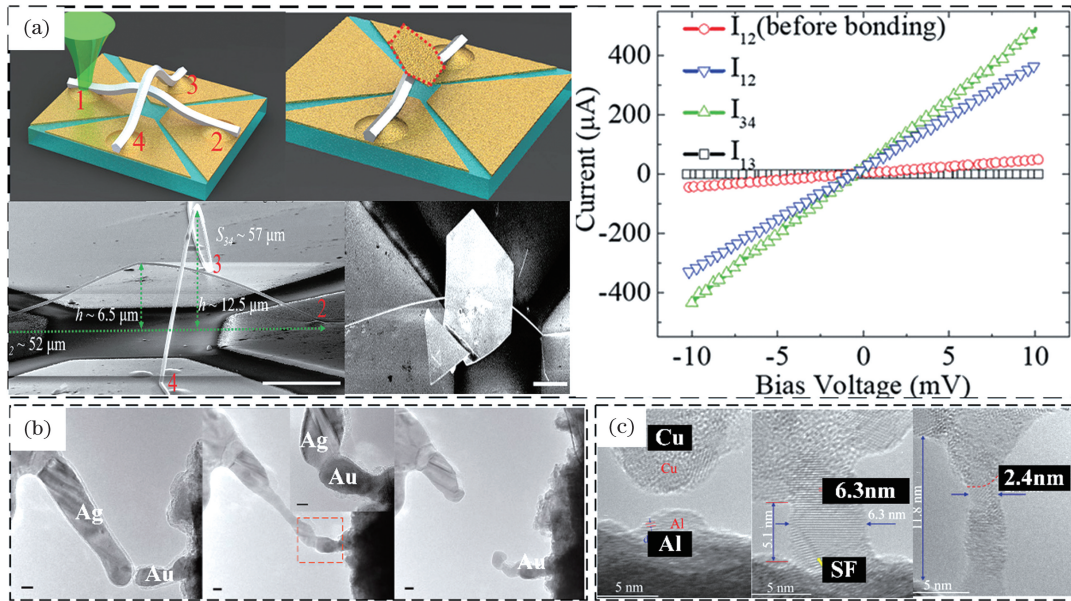 (a)
1
3
4
2
S34 ~ 57 μm
3
h ~ 6.5 μm
h ~ 12.5 μm
2
2 ~ 52 μm
4
I12 (before bonding)
I12
I34
I13
Current (μA)
400
200
0
-200
-400
-10
-5
0
5
10
Bias Voltage (mV)
(b)
Ag
Au
Ag
Au
Au
(c)
Cu
Cu
Al
Al
5 nm
6.3nm
6.3 nm
5.1 nm
SF
5 nm
2.4nm
11.8 nm
5 nm